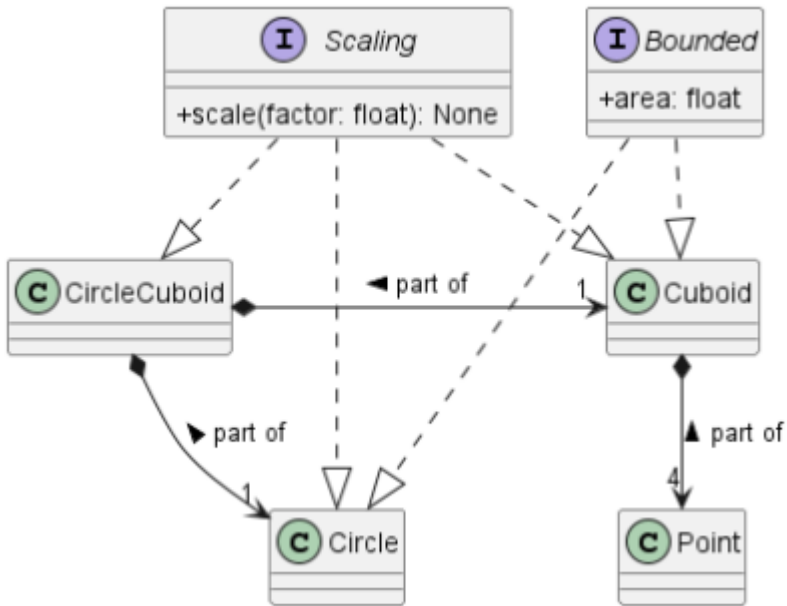 I Scaling
+scale(factor: float): None
I Bounded
+area: float
C CircleCuboid
◄ part of
1
C Cuboid
part of
1
part of
4
C Circle
C Point